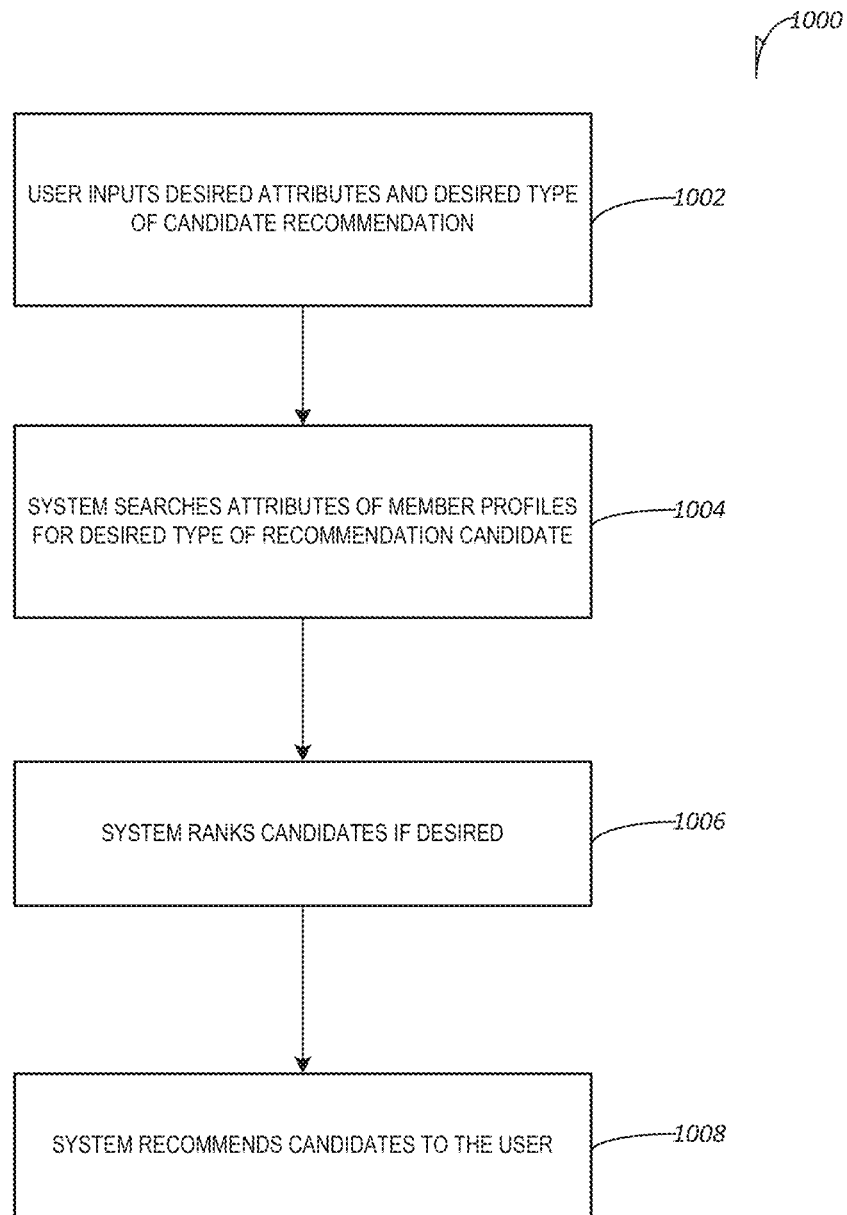 1000
USER INPUTS DESIRED ATTRIBUTES AND DESIRED TYPE
OF CANDIDATE RECOMMENDATION
1002
SYSTEM SEARCHES ATTRIBUTES OF MEMBER PROFILES
FOR DESIRED TYPE OF RECOMMENDATION CANDIDATE
1004
SYSTEM RANKS CANDIDATES IF DESIRED
1006
SYSTEM RECOMMENDS CANDIDATES TO THE USER
1008